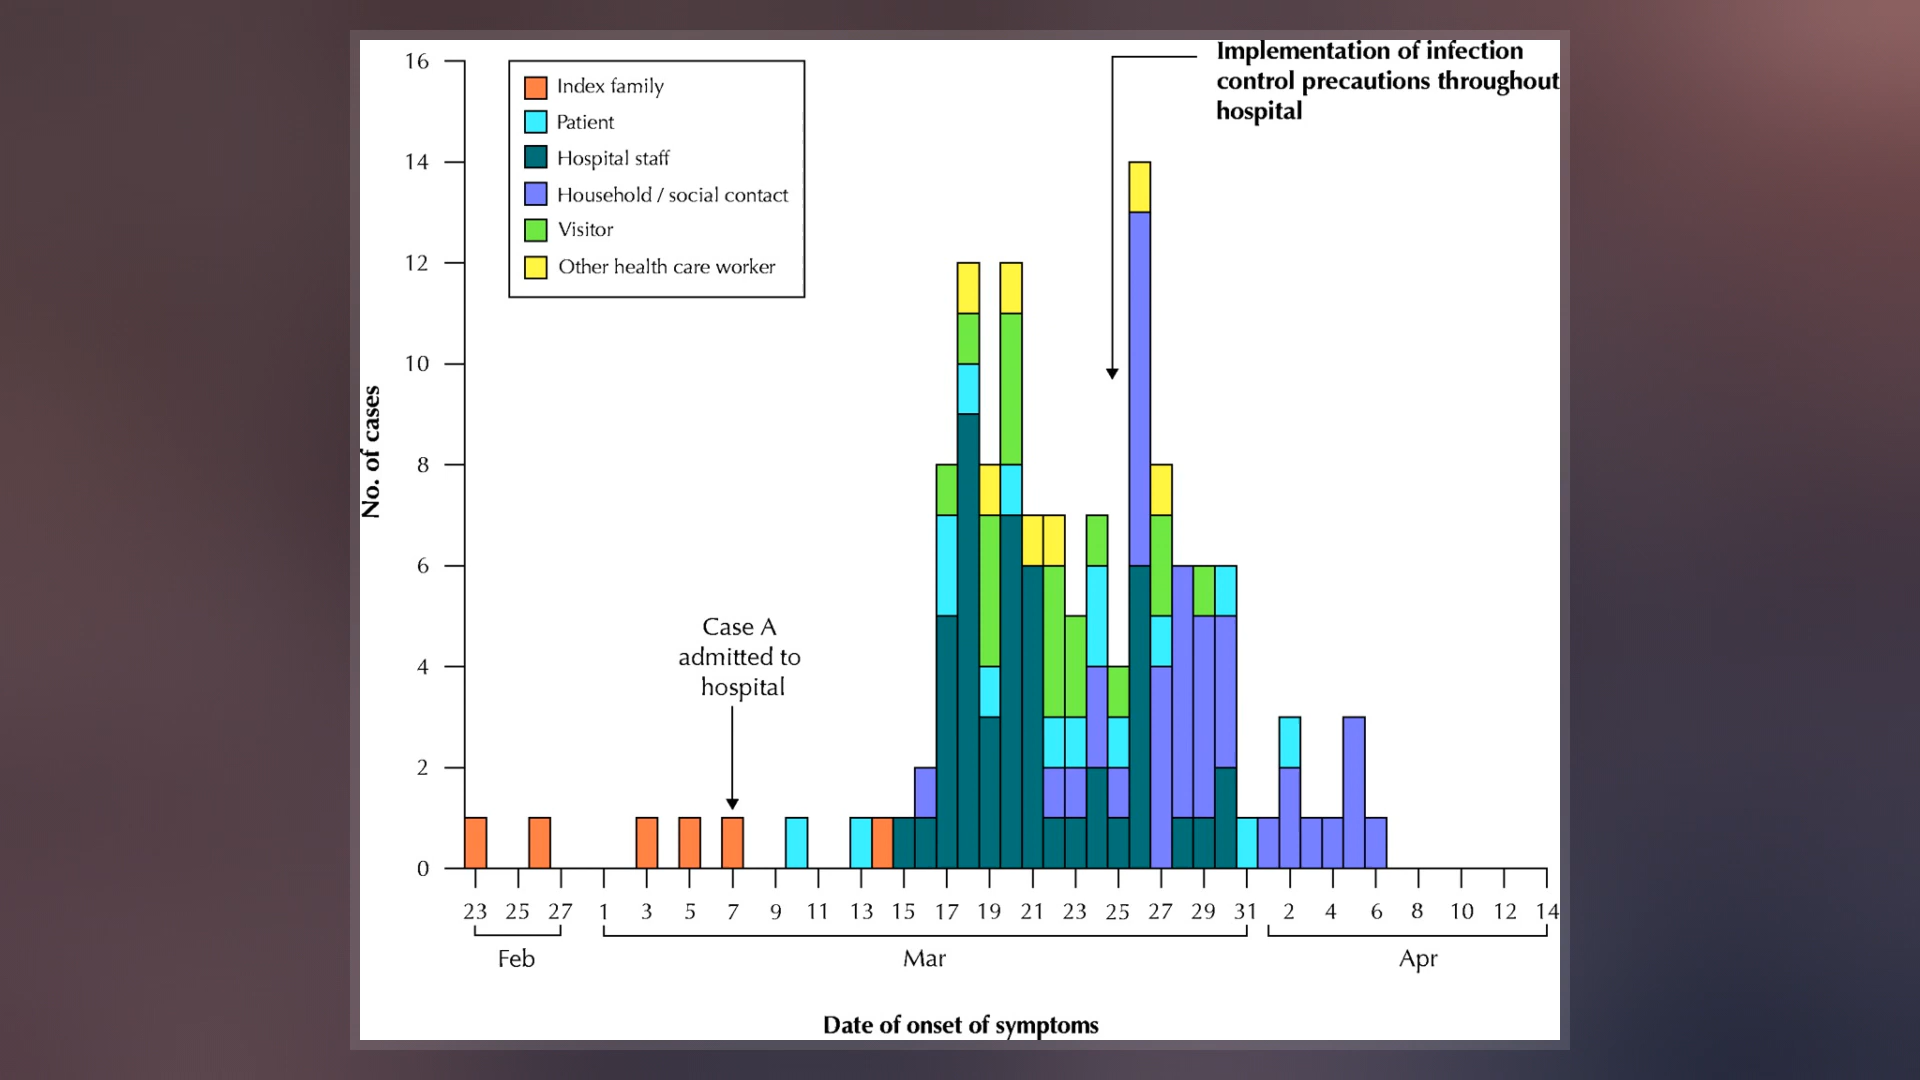 Implementation of infection
control precautions throughout
hospital
16
14
12
10
8
6
4
2
0
No. of cases
Index family
Patient
Hospital staff
Household / social contact
Visitor
Other health care worker
Case A
admitted to
hospital
23 25 27 1 3 5 7 9 11 13 15 17 19 21 23 25 27 29 31 2 4 6 8 10 12 14
Feb Mar Apr
Date of onset of symptoms